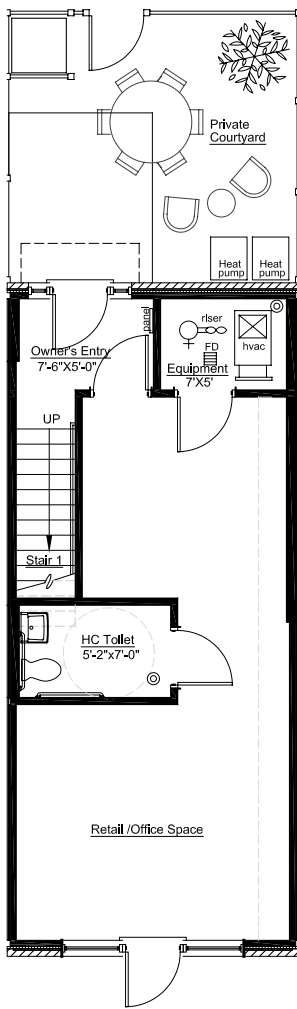 Private
Courtyard
Heat
pump
Heat
pump
panel
riser
FD
hvac
Owner's Entry
7'-6"X5'-0"
Equipment
7'X5'
UP
Stair 1
HC Toilet
5'-2"x7'-0"
Retail /Office Space